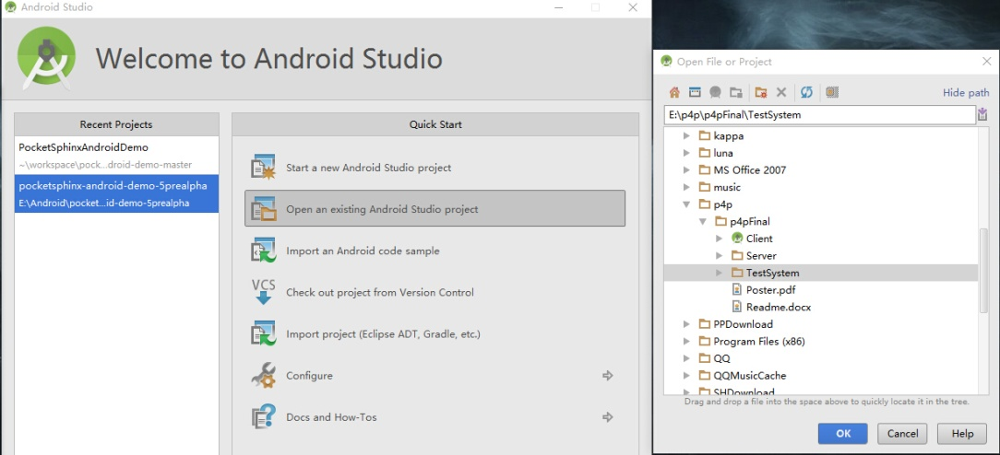 Android Studio
Welcome to Android Studio
Recent Projects
PocketSphinxAndroidDemo
~\workspace\pock...droid-demo-master
pocketsphinx-android-demo-5prealpha
E:\Android\pocket...id-demo-5prealpha
Quick Start
Start a new Android Studio project
Open an existing Android Studio project
Import an Android code sample
VCS
Check out project from Version Control
Import project (Eclipse ADT, Gradle, etc.)
Configure
Docs and How-Tos
Open File or Project
Hide path
E:\p4p\p4pFinal\TestSystem
kappa
luna
MS Office 2007
music
p4p
p4pFinal
Client
Server
TestSystem
Poster.pdf
Readme.docx
PPDownload
Program Files (x86)
QQ
QQMusicCache
SHDownload
Drag and drop a file into the space above to quickly locate it in the tree.
OK
Cancel
Help